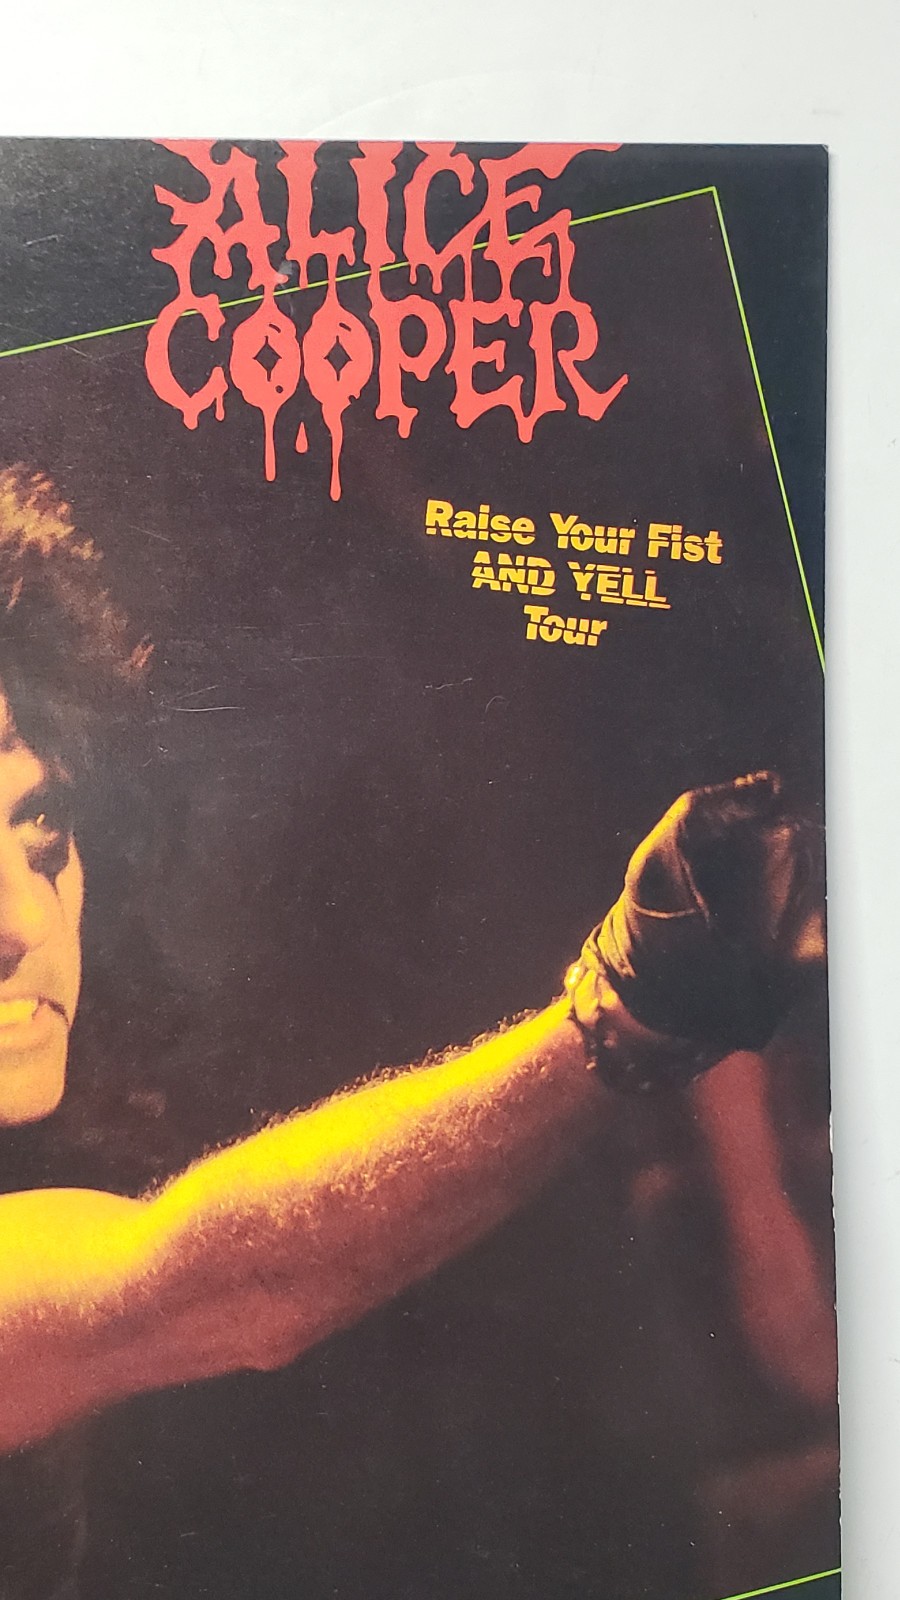 ALICE
COOPER
Raise Your Fist
AND YELL
Tour